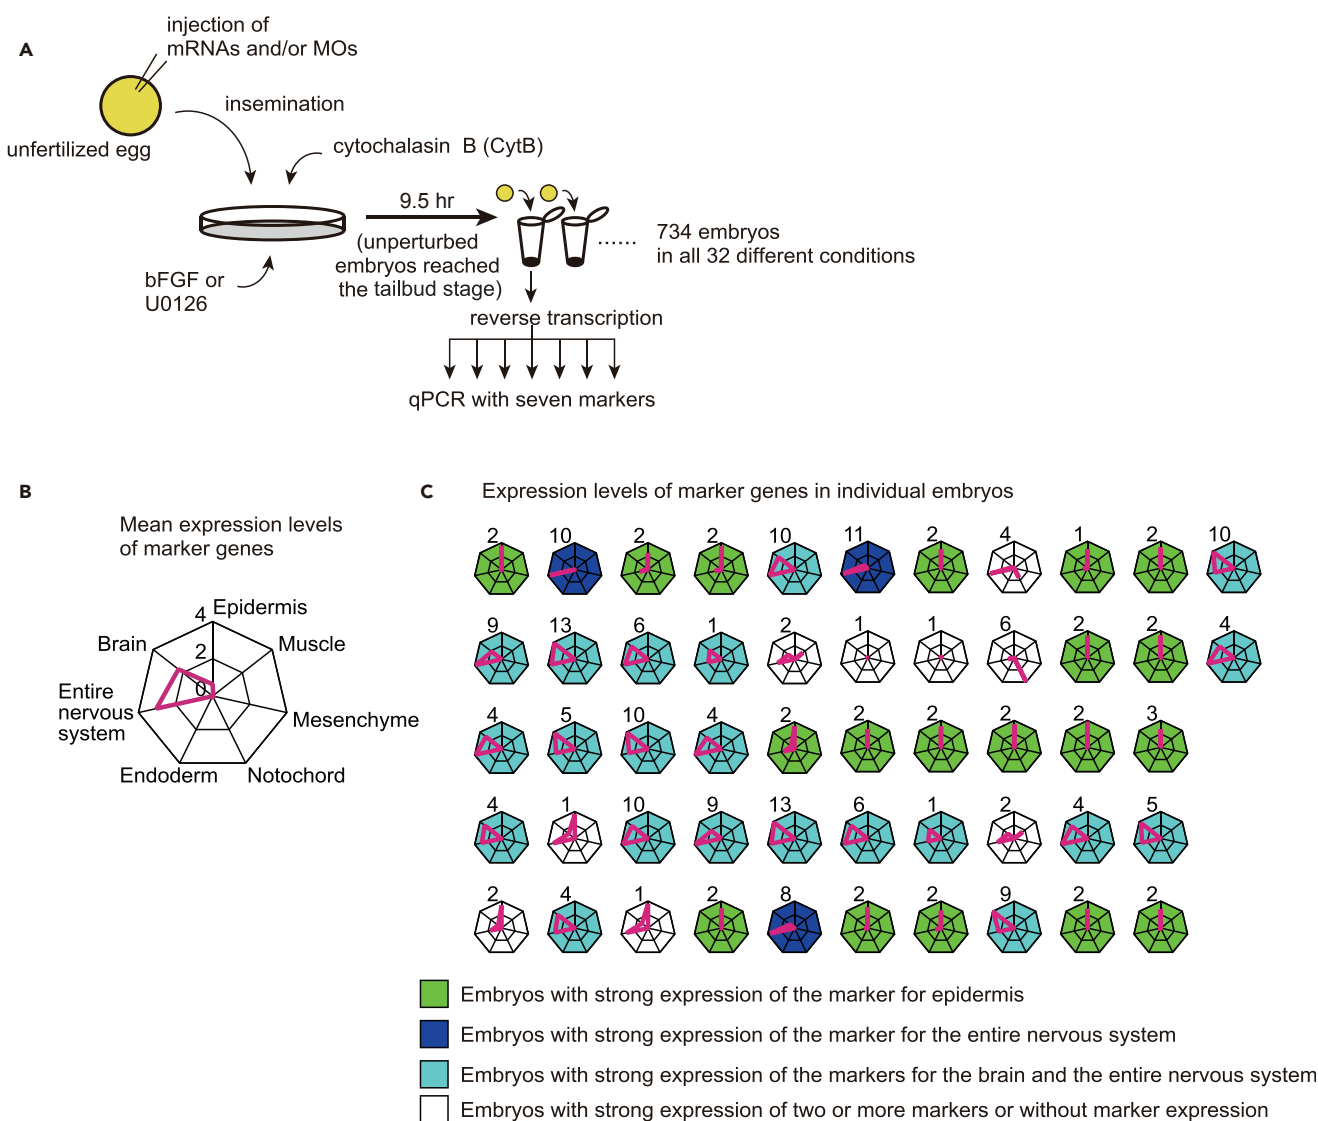 A
injection of
mRNAs and/or MOs
insemination
unfertilized egg
cytochalasin B (CytB)
9.5 hr
(unperturbed
embryos reached
the tailbud stage)
734 embryos
in all 32 different conditions
bFGF or
U0126
reverse transcription
qPCR with seven markers
B
Mean expression levels
of marker genes
4
2
0
Epidermis
Brain
Muscle
Entire
nervous
system
Mesenchyme
Endoderm
Notochord
C
Expression levels of marker genes in individual embryos
2 10 2 2 10 11 2 4 1 2 10
9 13 6 1 2 1 1 6 2 2 4
4 5 10 4 2 2 2 2 2 3
4 1 10 9 13 6 1 2 4 5
2 4 1 2 8 2 2 9 2 2
Embryos with strong expression of the marker for epidermis
Embryos with strong expression of the marker for the entire nervous system
Embryos with strong expression of the markers for the brain and the entire nervous system
Embryos with strong expression of two or more markers or without marker expression